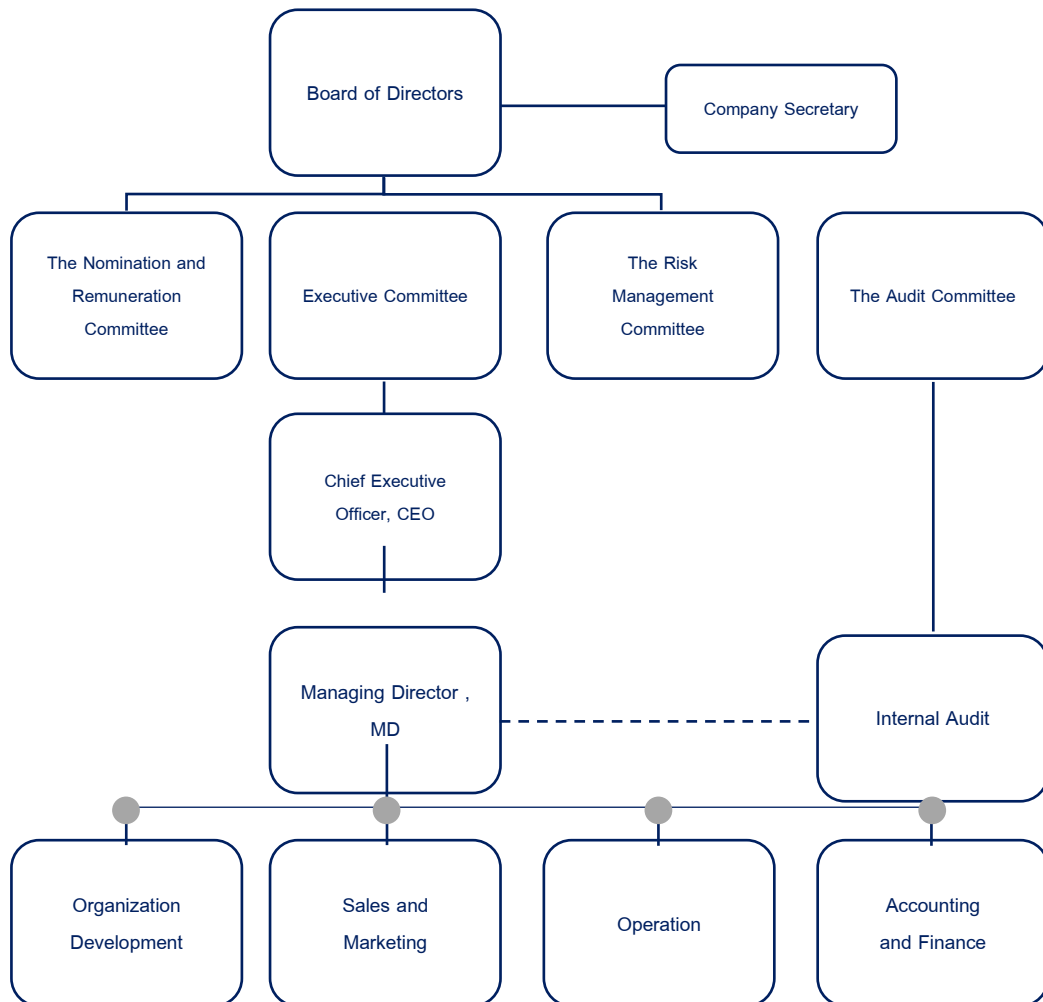 Board of Directors
Company Secretary
The Nomination and
Remuneration
Committee
Executive Committee
The Risk
Management
Committee
The Audit Committee
Chief Executive
Officer, CEO
Managing Director ,
MD
Internal Audit
Organization
Development
Sales and
Marketing
Operation
Accounting
and Finance